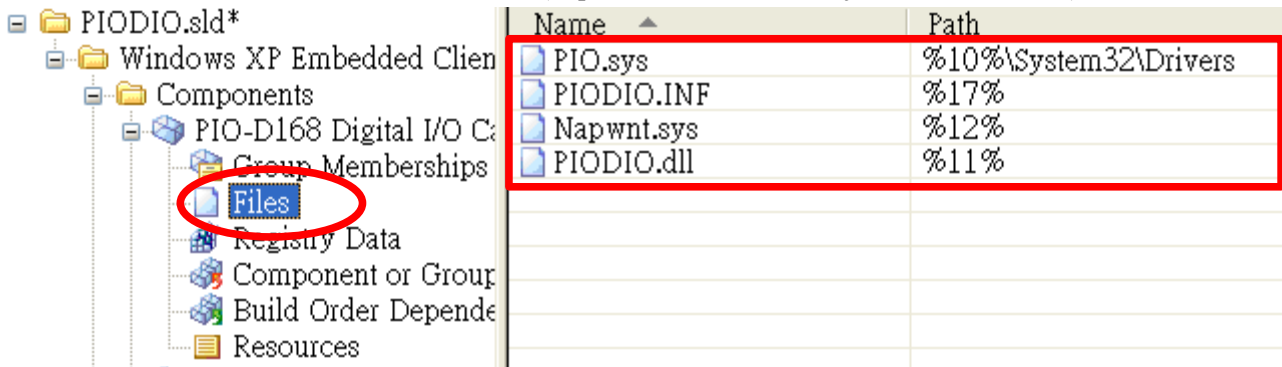 PIODIO.sld*
Windows XP Embedded Clien
Components
PIO-D168 Digital I/O Ca
Group Memberships
Files
Registry Data
Component or Group
Build Order Depende
Resources
Name Path
PIO.sys %10%\System32\Drivers
PIODIO.INF %17%
Napwnt.sys %12%
PIODIO.dll %11%